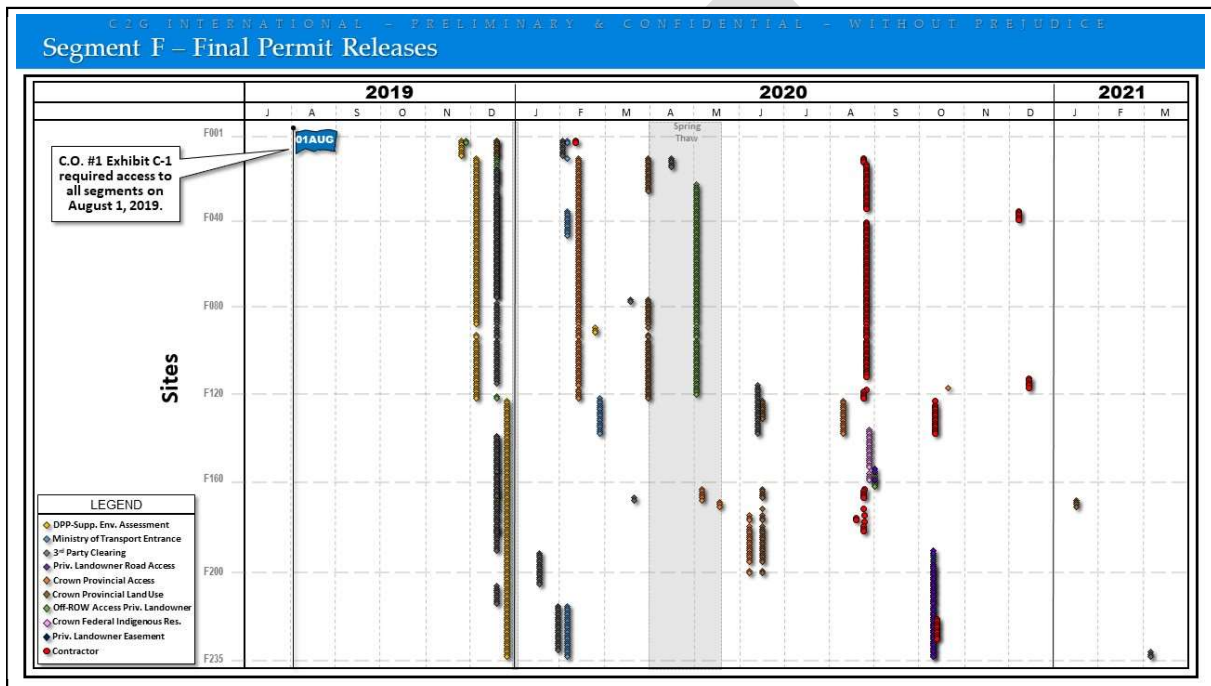 C2G INTERNATIONAL – PRELIMINARY & CONFIDENTIAL – WITHOUT PREJUDICE
Segment F – Final Permit Releases
2019 2020 2021
J A S O N D J F M A M J J A S O N D J F M
Spring
Thaw
01AUG
C.O. #1 Exhibit C-1
required access to
all segments on
August 1, 2019.
Sites
F001
F040
F080
F120
F160
F200
F235
LEGEND
DPP-Supp. Env. Assessment
Ministry of Transport Entrance
3rd Party Clearing
Priv. Landowner Road Access
Crown Provincial Access
Crown Provincial Land Use
Off-ROW Access Priv. Landowner
Crown Federal Indigenous Res.
Priv. Landowner Easement
Contractor